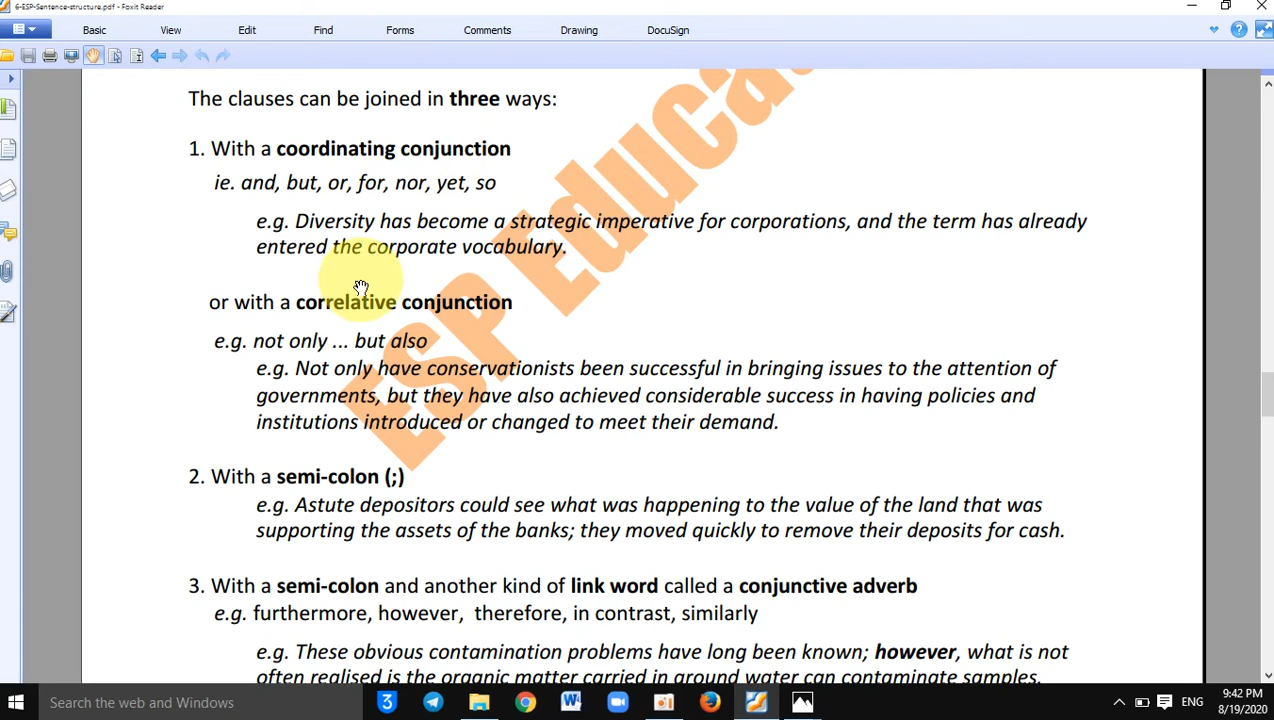 6-ESP-Sentence-structure.pdf - Foxit Reader
Basic View Edit Find Forms Comments Drawing DocuSign
The clauses can be joined in three ways:
1. With a coordinating conjunction
ie. and, but, or, for, nor, yet, so
e.g. Diversity has become a strategic imperative for corporations, and the term has already
entered the corporate vocabulary.
or with a correlative conjunction
e.g. not only ... but also
e.g. Not only have conservationists been successful in bringing issues to the attention of
governments, but they have also achieved considerable success in having policies and
institutions introduced or changed to meet their demand.
2. With a semi-colon (;)
e.g. Astute depositors could see what was happening to the value of the land that was
supporting the assets of the banks; they moved quickly to remove their deposits for cash.
3. With a semi-colon and another kind of link word called a conjunctive adverb
e.g. furthermore, however, therefore, in contrast, similarly
e.g. These obvious contamination problems have long been known; however, what is not
often realised is the organic matter carried in ground water can contaminate samples.
ESP Educat
Search the web and Windows
3
W
ENG
9:42 PM
8/19/2020